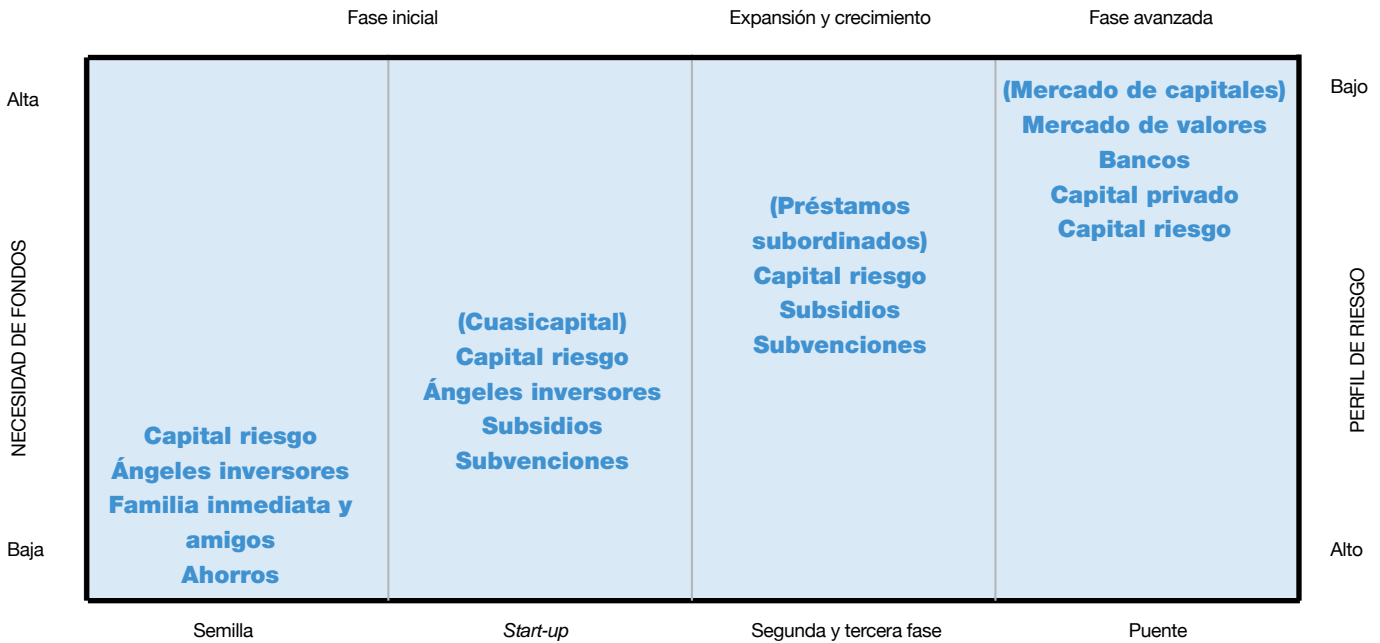 Fase inicial
Expansión y crecimiento
Fase avanzada
Alta
Baja
NECESIDAD DE FONDOS
Capital riesgo
Ángeles inversores
Familia inmediata y
amigos
Ahorros
(Cuasicapital)
Capital riesgo
Ángeles inversores
Subsidios
Subvenciones
(Préstamos
subordinados)
Capital riesgo
Subsidios
Subvenciones
(Mercado de capitales)
Mercado de valores
Bancos
Capital privado
Capital riesgo
Bajo
Alto
PERFIL DE RIESGO
Semilla
Start-up
Segunda y tercera fase
Puente